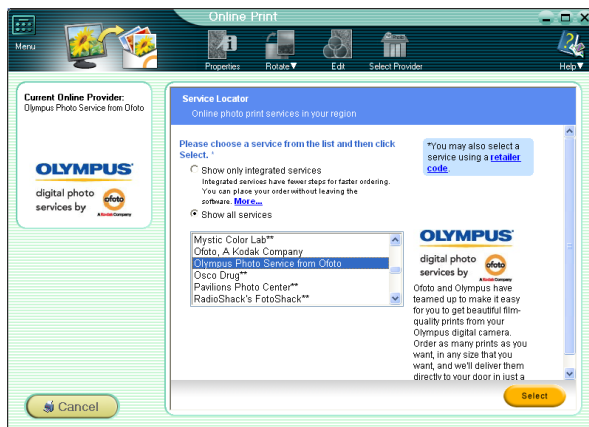 Online Print
Menu
Properties
Rotate▼
Edit
Select Provider
Help▼
Current Online Provider:
Olympus Photo Service from Ofoto
OLYMPUS
digital photo
services by
ofoto
A Kodak Company
Service Locator
Online photo print services in your region
Please choose a service from the list and then click
Select. *
Show only integrated services
Integrated services have fewer steps for faster ordering.
You can place your order without leaving the
software. More...
Show all services
*You may also select a
service using a retailer
code.
Mystic Color Lab**
Ofoto, A Kodak Company
Olympus Photo Service from Ofoto
Osco Drug**
Pavilions Photo Center**
RadioShack's FotoShack**
OLYMPUS
digital photo
services by
ofoto
A Kodak Company
Ofoto and Olympus have
teamed up to make it easy
for you to get beautiful film-
quality prints from your
Olympus digital camera.
Order as many prints as you
want, in any size that you
want, and we'll deliver them
directly to your door in just a
Cancel
Select